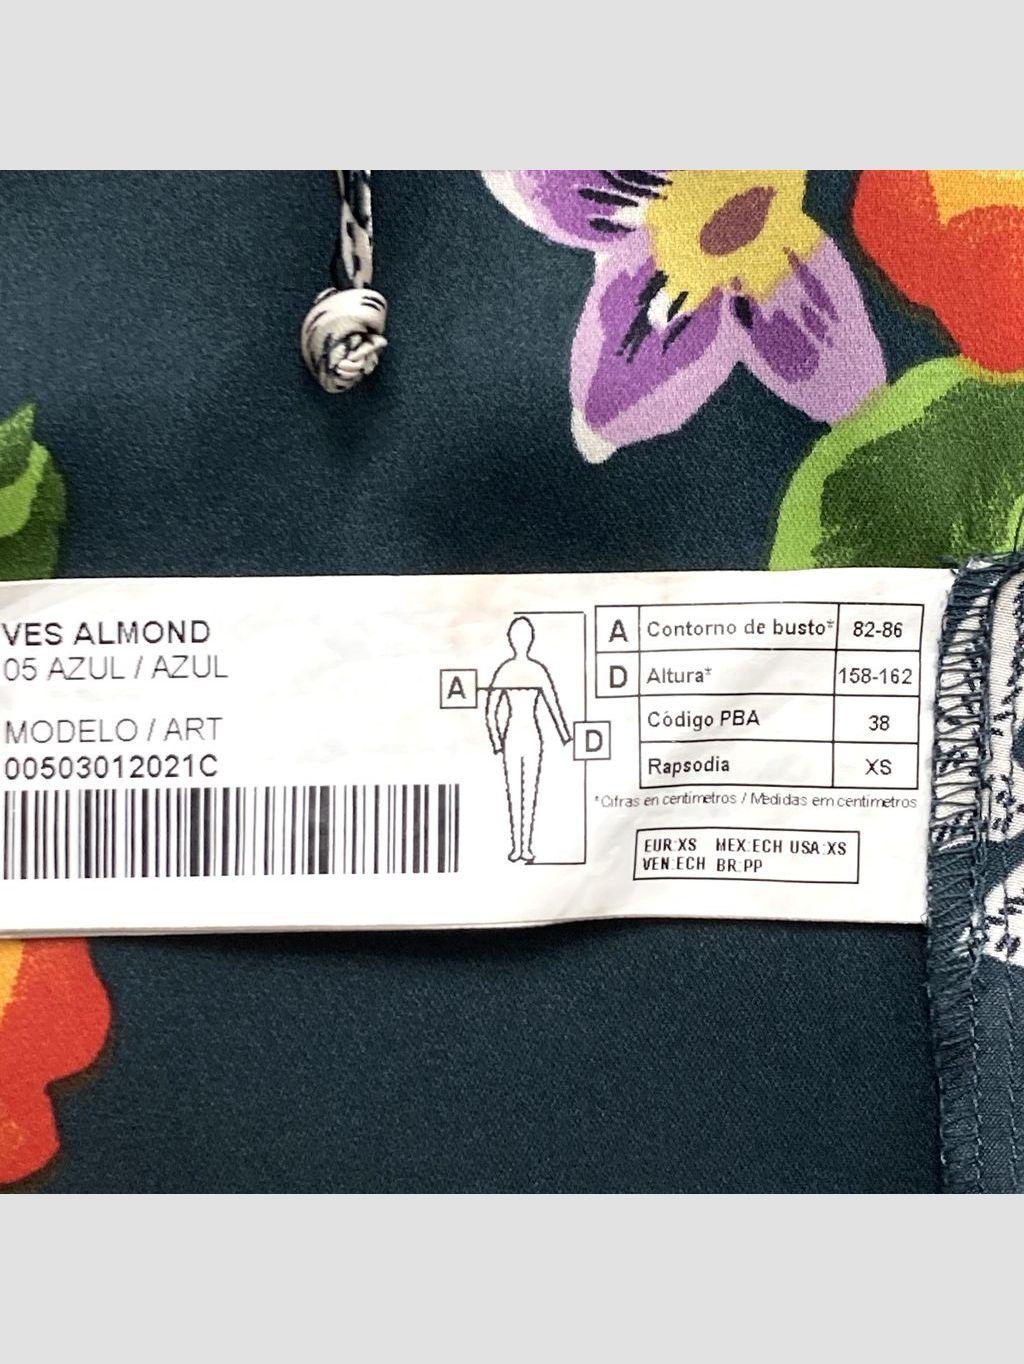 VES ALMOND
05 AZUL / AZUL
MODELO / ART
00503012021C
A
D
A Contorno de busto* 82-86
D Altura* 158-162
Código PBA 38
Rapsodia XS
*Cifras en centímetros / Medidas em centimetros
EUR:XS MEX:ECH USA:XS
VEN:ECH BR:PP